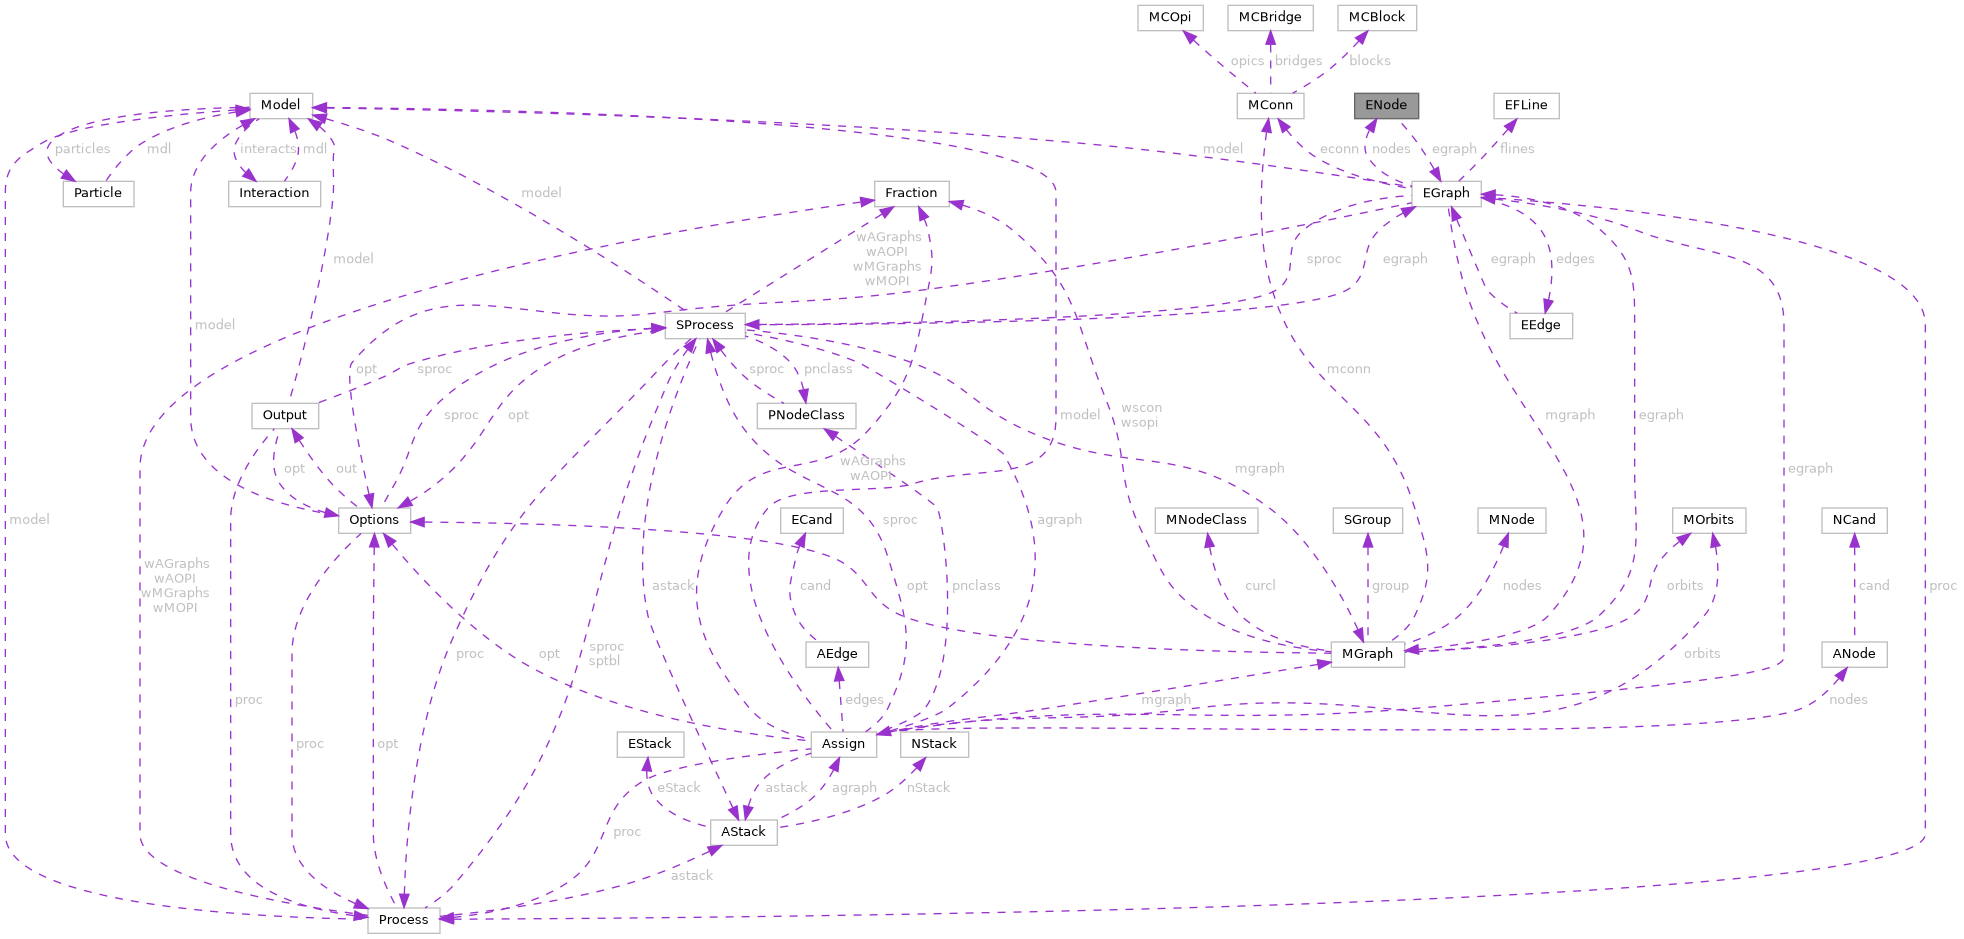 MCOpi
MCBridge
MCBlock
opics
bridges
blocks
Model
MConn
ENode
EFLine
particles
mdl
interacts
mdl
model
econn
nodes
egraph
flines
Particle
Interaction
model
Fraction
EGraph
wAGraphs
wAOPI
wMGraphs
wMOPI
model
sproc
egraph
egraph
edges
model
SProcess
EEdge
opt
sproc
sproc
pnclass
Output
sproc
opt
PNodeClass
model
wscon
wsopi
mconn
mgraph
egraph
opt
out
wAGraphs
wAOPI
mgraph
egraph
model
Options
sproc
ECand
agraph
MNodeClass
SGroup
MNode
MOrbits
NCand
wAGraphs
wAOPI
wMGraphs
wMOPI
astack
cand
opt
pnclass
curcl
group
nodes
orbits
cand
proc
proc
sproc
sptbl
opt
AEdge
MGraph
orbits
ANode
proc
edges
mgraph
nodes
proc
opt
EStack
Assign
NStack
eStack
astack
agraph
nStack
proc
AStack
astack
Process